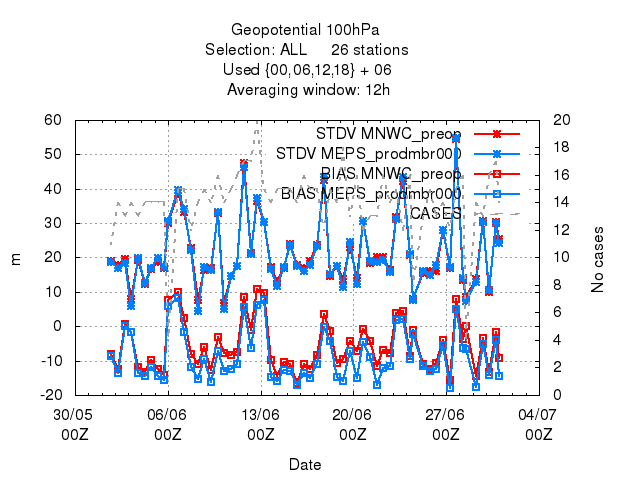 Geopotential 100hPa
Selection: ALL 26 stations
Used {00,06,12,18} + 06
Averaging window: 12h
STDV MNWC_preop
STDV MEPS_prodmbr000
BIAS MNWC_preop
BIAS MEPS_prodmbr000
CASES
60
50
40
30
20
10
0
-10
-20
m
20
18
16
14
12
10
8
6
4
2
0
No cases
30/05 06/06 13/06 20/06 27/06 04/07
00Z 00Z 00Z 00Z 00Z 00Z
Date